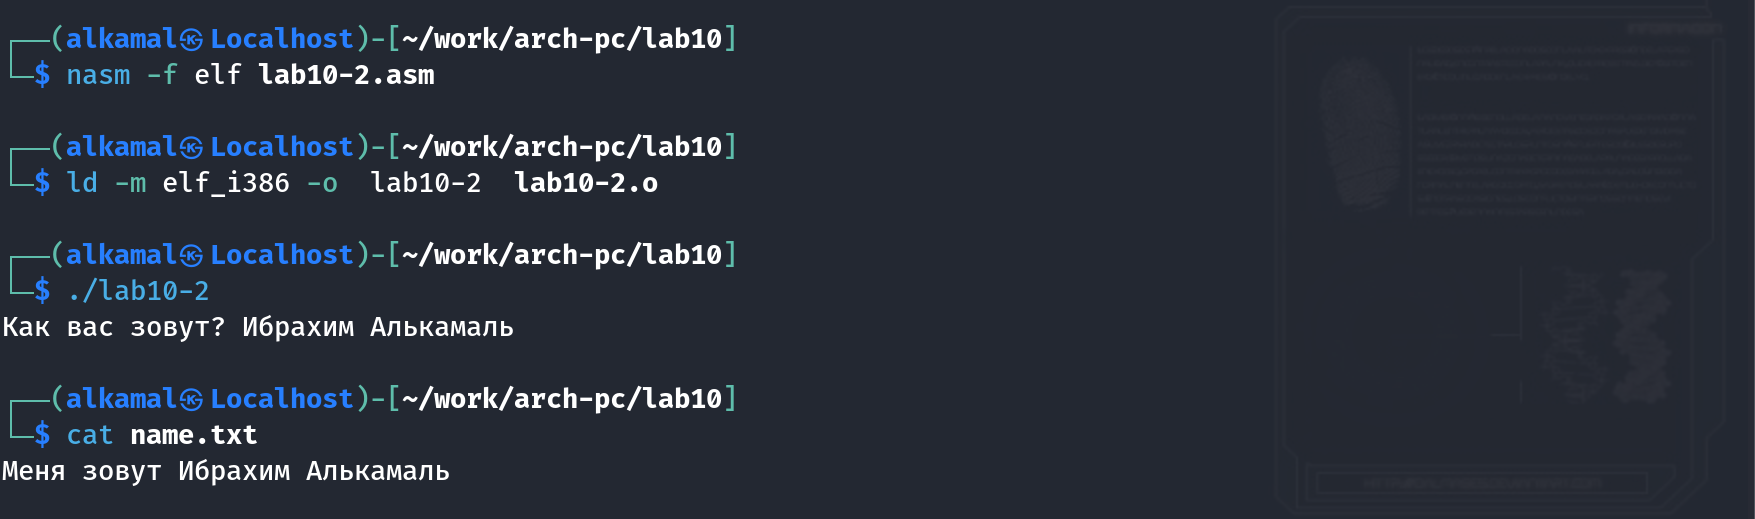 ┌──(alkamal㉿Localhost)-[~/work/arch-pc/lab10]
└─$ nasm -f elf lab10-2.asm
┌──(alkamal㉿Localhost)-[~/work/arch-pc/lab10]
└─$ ld -m elf_i386 -o  lab10-2  lab10-2.o
┌──(alkamal㉿Localhost)-[~/work/arch-pc/lab10]
└─$ ./lab10-2
Как вас зовут? Ибрахим Алькамаль
┌──(alkamal㉿Localhost)-[~/work/arch-pc/lab10]
└─$ cat name.txt
Меня зовут Ибрахим Алькамаль